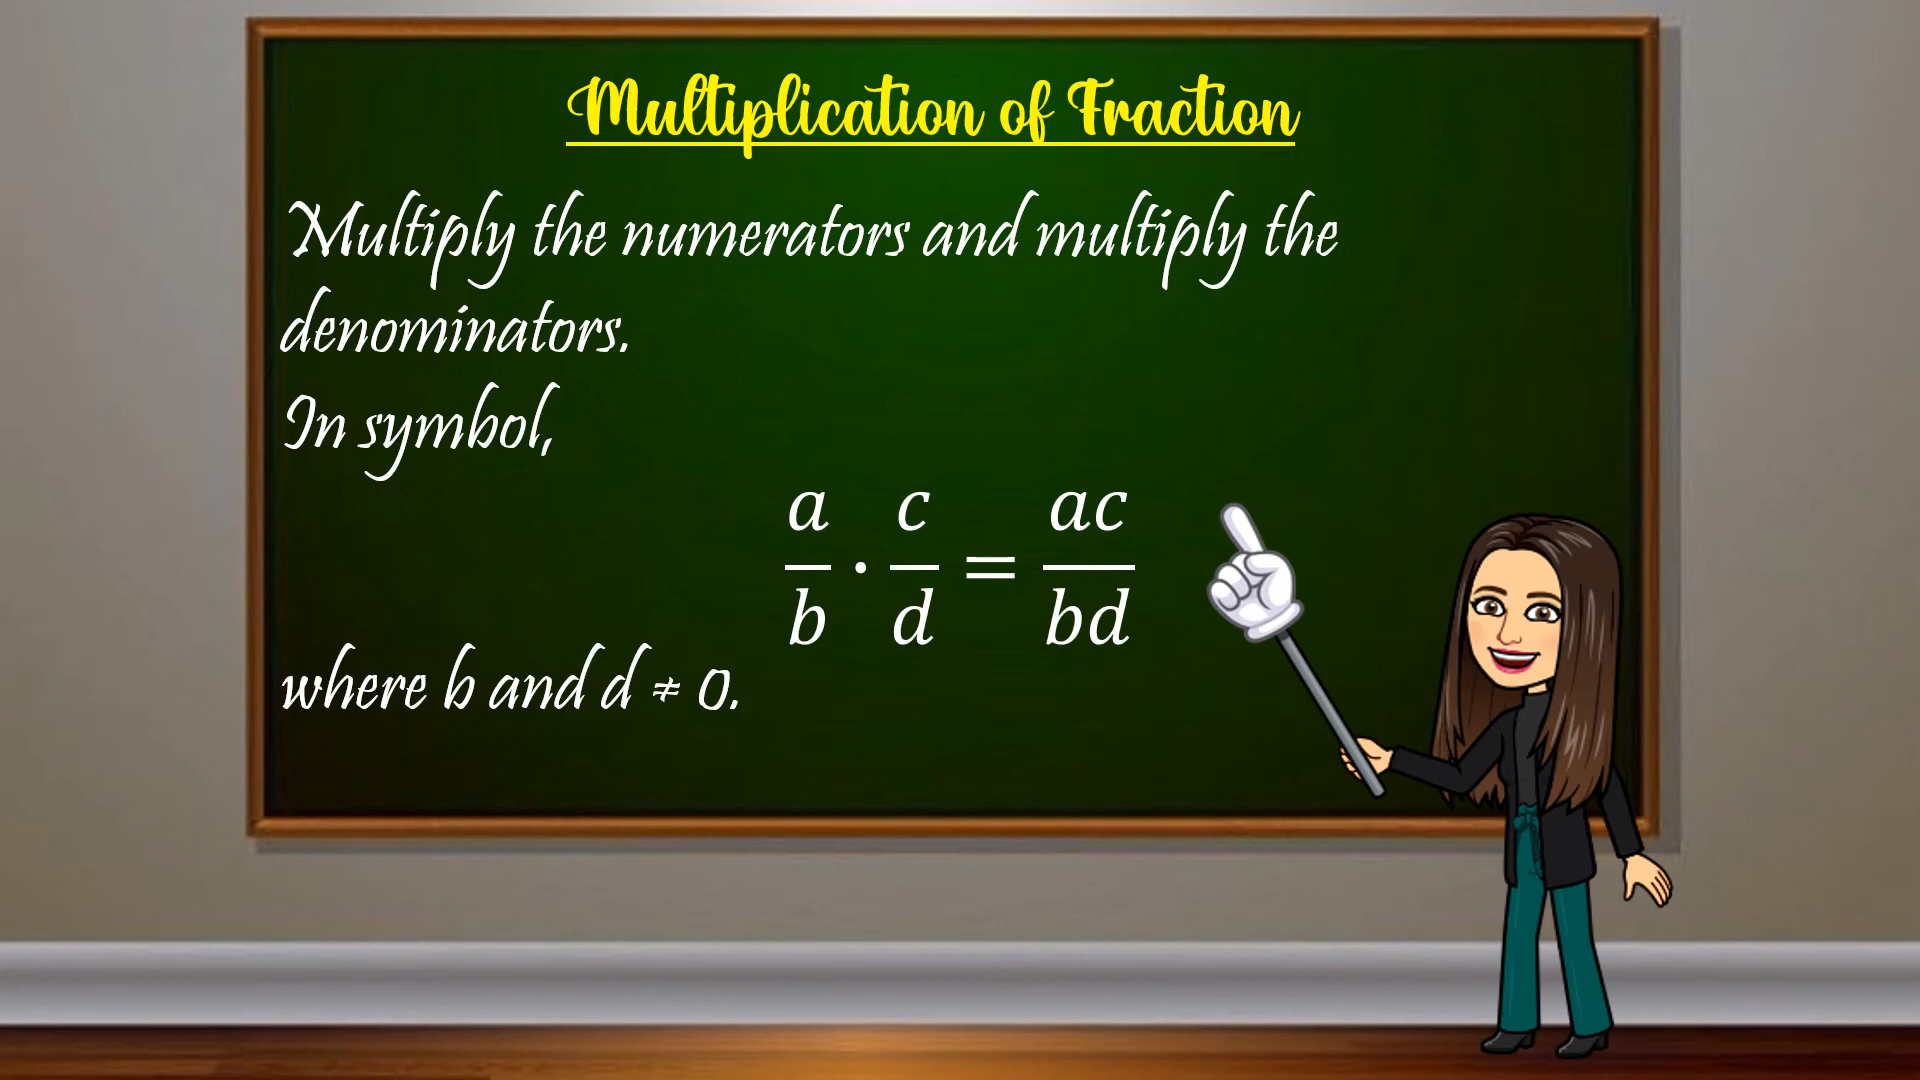 Multiplication of Fraction
Multiply the numerators and multiply the
denominators.
In symbol,
a/b · c/d = ac/bd
where b and d ≠ 0.